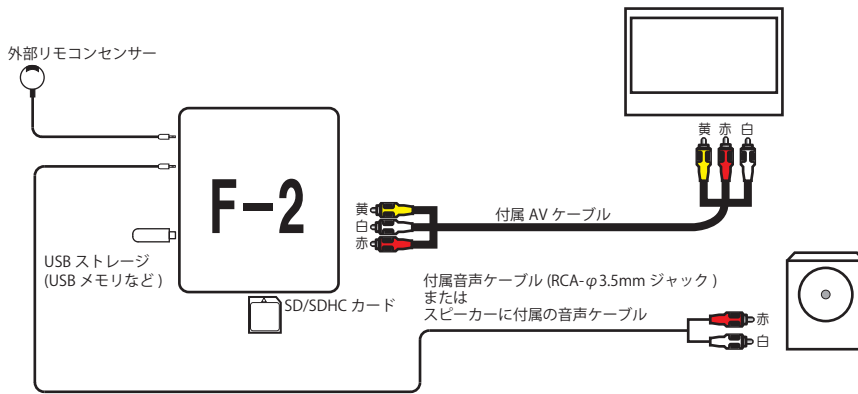 外部リモコンセンサー
黄 赤 白
F-2
黄
白
赤
付属 AV ケーブル
USB ストレージ
(USB メモリなど )
SD/SDHC カード
付属音声ケーブル (RCA-φ3.5mm ジャック )
または
スピーカーに付属の音声ケーブル
赤
白